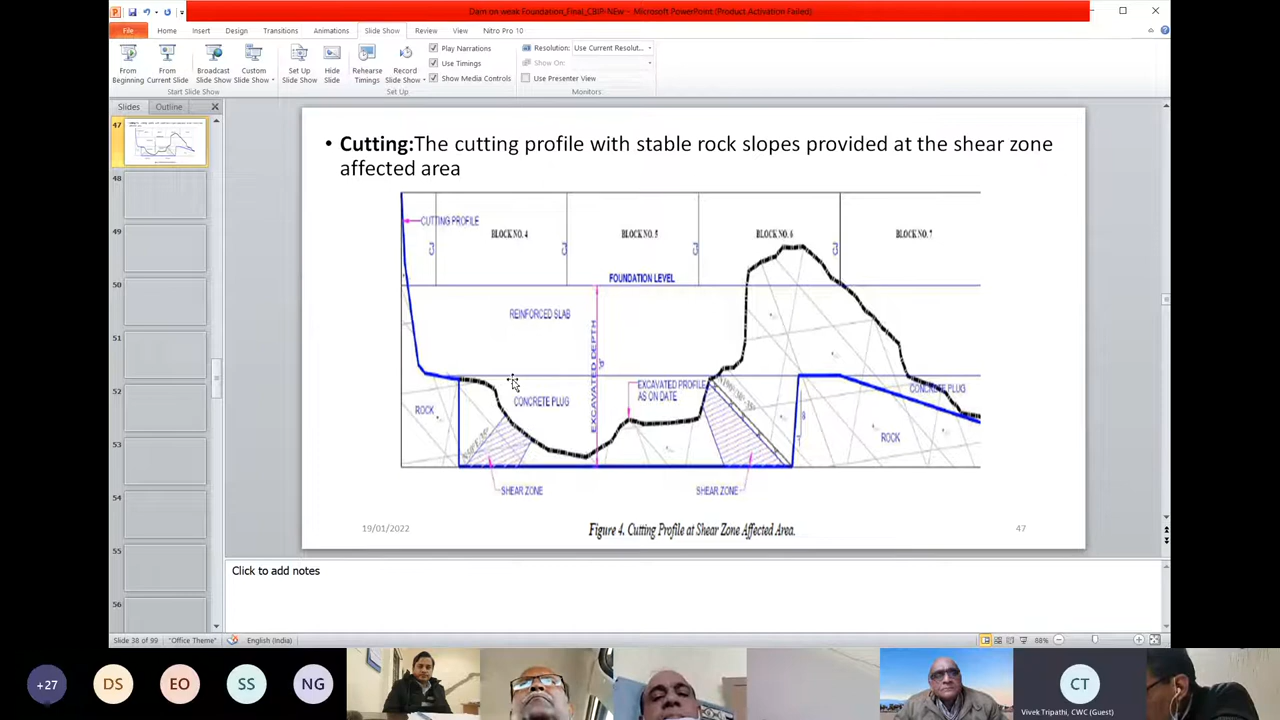 Dam on weak Foundation_Final_CBIP-NEw – Microsoft PowerPoint (Product Activation Failed)
File Home Insert Design Transitions Animations Slide Show Review View Nitro Pro 10
From Beginning
From Current Slide
Broadcast Slide Show
Custom Slide Show
Start Slide Show
Set Up Slide Show
Hide Slide
Rehearse Timings
Record Slide Show
Play Narrations
Use Timings
Show Media Controls
Set Up
Resolution: Use Current Resolut...
Show On:
Use Presenter View
Monitors
Slides Outline
47
48
49
50
51
52
53
54
55
56
• Cutting:The cutting profile with stable rock slopes provided at the shear zone
affected area
CUTTING PROFILE
BLOCK NO. 4
BLOCK NO. 5
BLOCK NO. 6
BLOCK NO. 7
FOUNDATION LEVEL
REINFORCED SLAB
EXCAVATED DEPTH
EXCAVATED PROFILE
AS ON DATE
CONCRETE PLUG
CONCRETE PLUG
ROCK
ROCK
SHEAR ZONE
SHEAR ZONE
19/01/2022
Figure 4. Cutting Profile at Shear Zone Affected Area.
47
Click to add notes
Slide 38 of 99 "Office Theme" English (India)
88%
+27
DS
EO
SS
NG
CT
Vivek Tripathi, CWC (Guest)